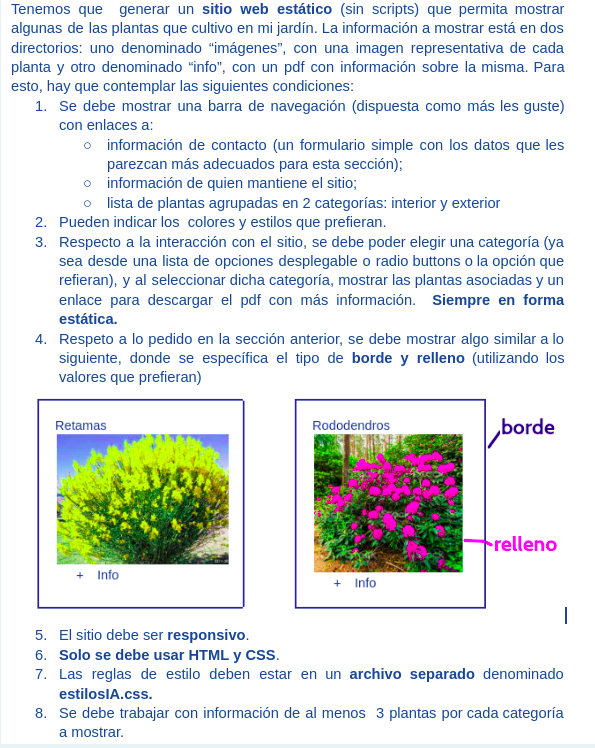 Tenemos que generar un sitio web estático (sin scripts) que permita mostrar
algunas de las plantas que cultivo en mi jardín. La información a mostrar está en dos
directorios: uno denominado “imágenes”, con una imagen representativa de cada
planta y otro denominado “info”, con un pdf con información sobre la misma. Para
esto, hay que contemplar las siguientes condiciones:
1. Se debe mostrar una barra de navegación (dispuesta como más les guste)
con enlaces a:
○ información de contacto (un formulario simple con los datos que les
parezcan más adecuados para esta sección);
○ información de quien mantiene el sitio;
○ lista de plantas agrupadas en 2 categorías: interior y exterior
2. Pueden indicar los colores y estilos que prefieran.
3. Respecto a la interacción con el sitio, se debe poder elegir una categoría (ya
sea desde una lista de opciones desplegable o radio buttons o la opción que
refieran), y al seleccionar dicha categoría, mostrar las plantas asociadas y un
enlace para descargar el pdf con más información. Siempre en forma
estática.
4. Respeto a lo pedido en la sección anterior, se debe mostrar algo similar a lo
siguiente, donde se específica el tipo de borde y relleno (utilizando los
valores que prefieran)
Retamas
+ Info
Rododendros
+ Info
borde
relleno
5. El sitio debe ser responsivo.
6. Solo se debe usar HTML y CSS.
7. Las reglas de estilo deben estar en un archivo separado denominado
estilosIA.css.
8. Se debe trabajar con información de al menos 3 plantas por cada categoría
a mostrar.